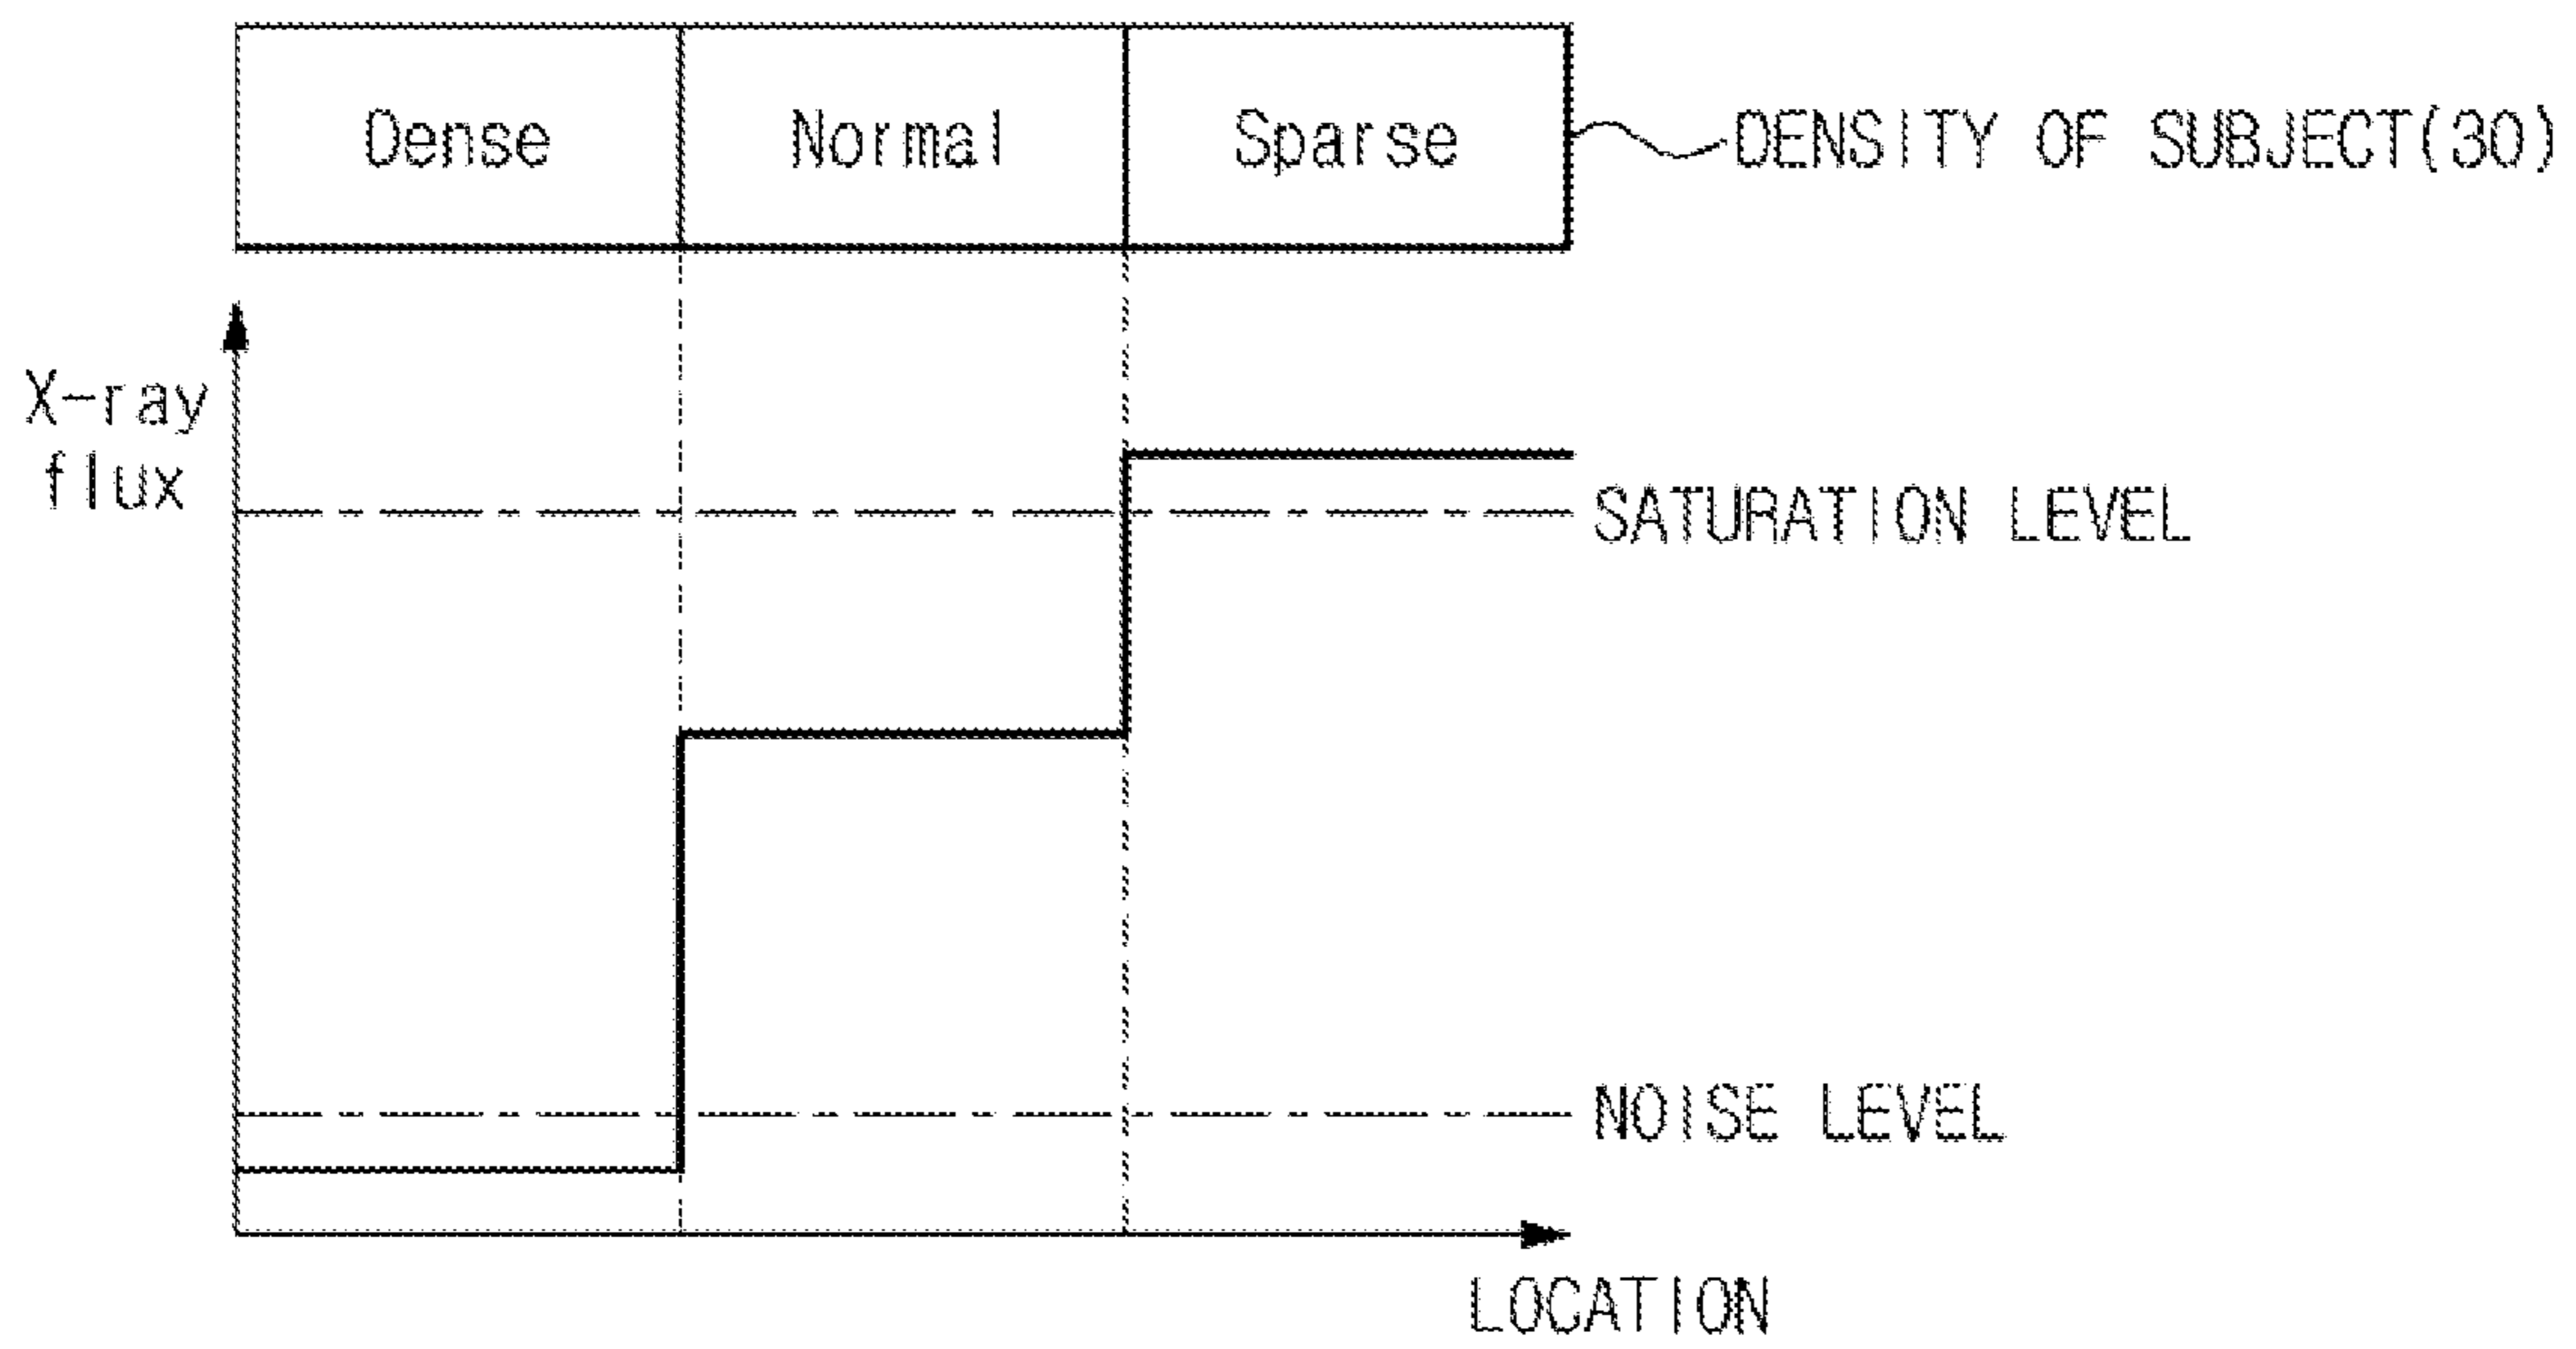 Dense Normal Sparse DENSITY OF SUBJECT(30)
X-ray
flux
SATURATION LEVEL
NOISE LEVEL
LOCATION